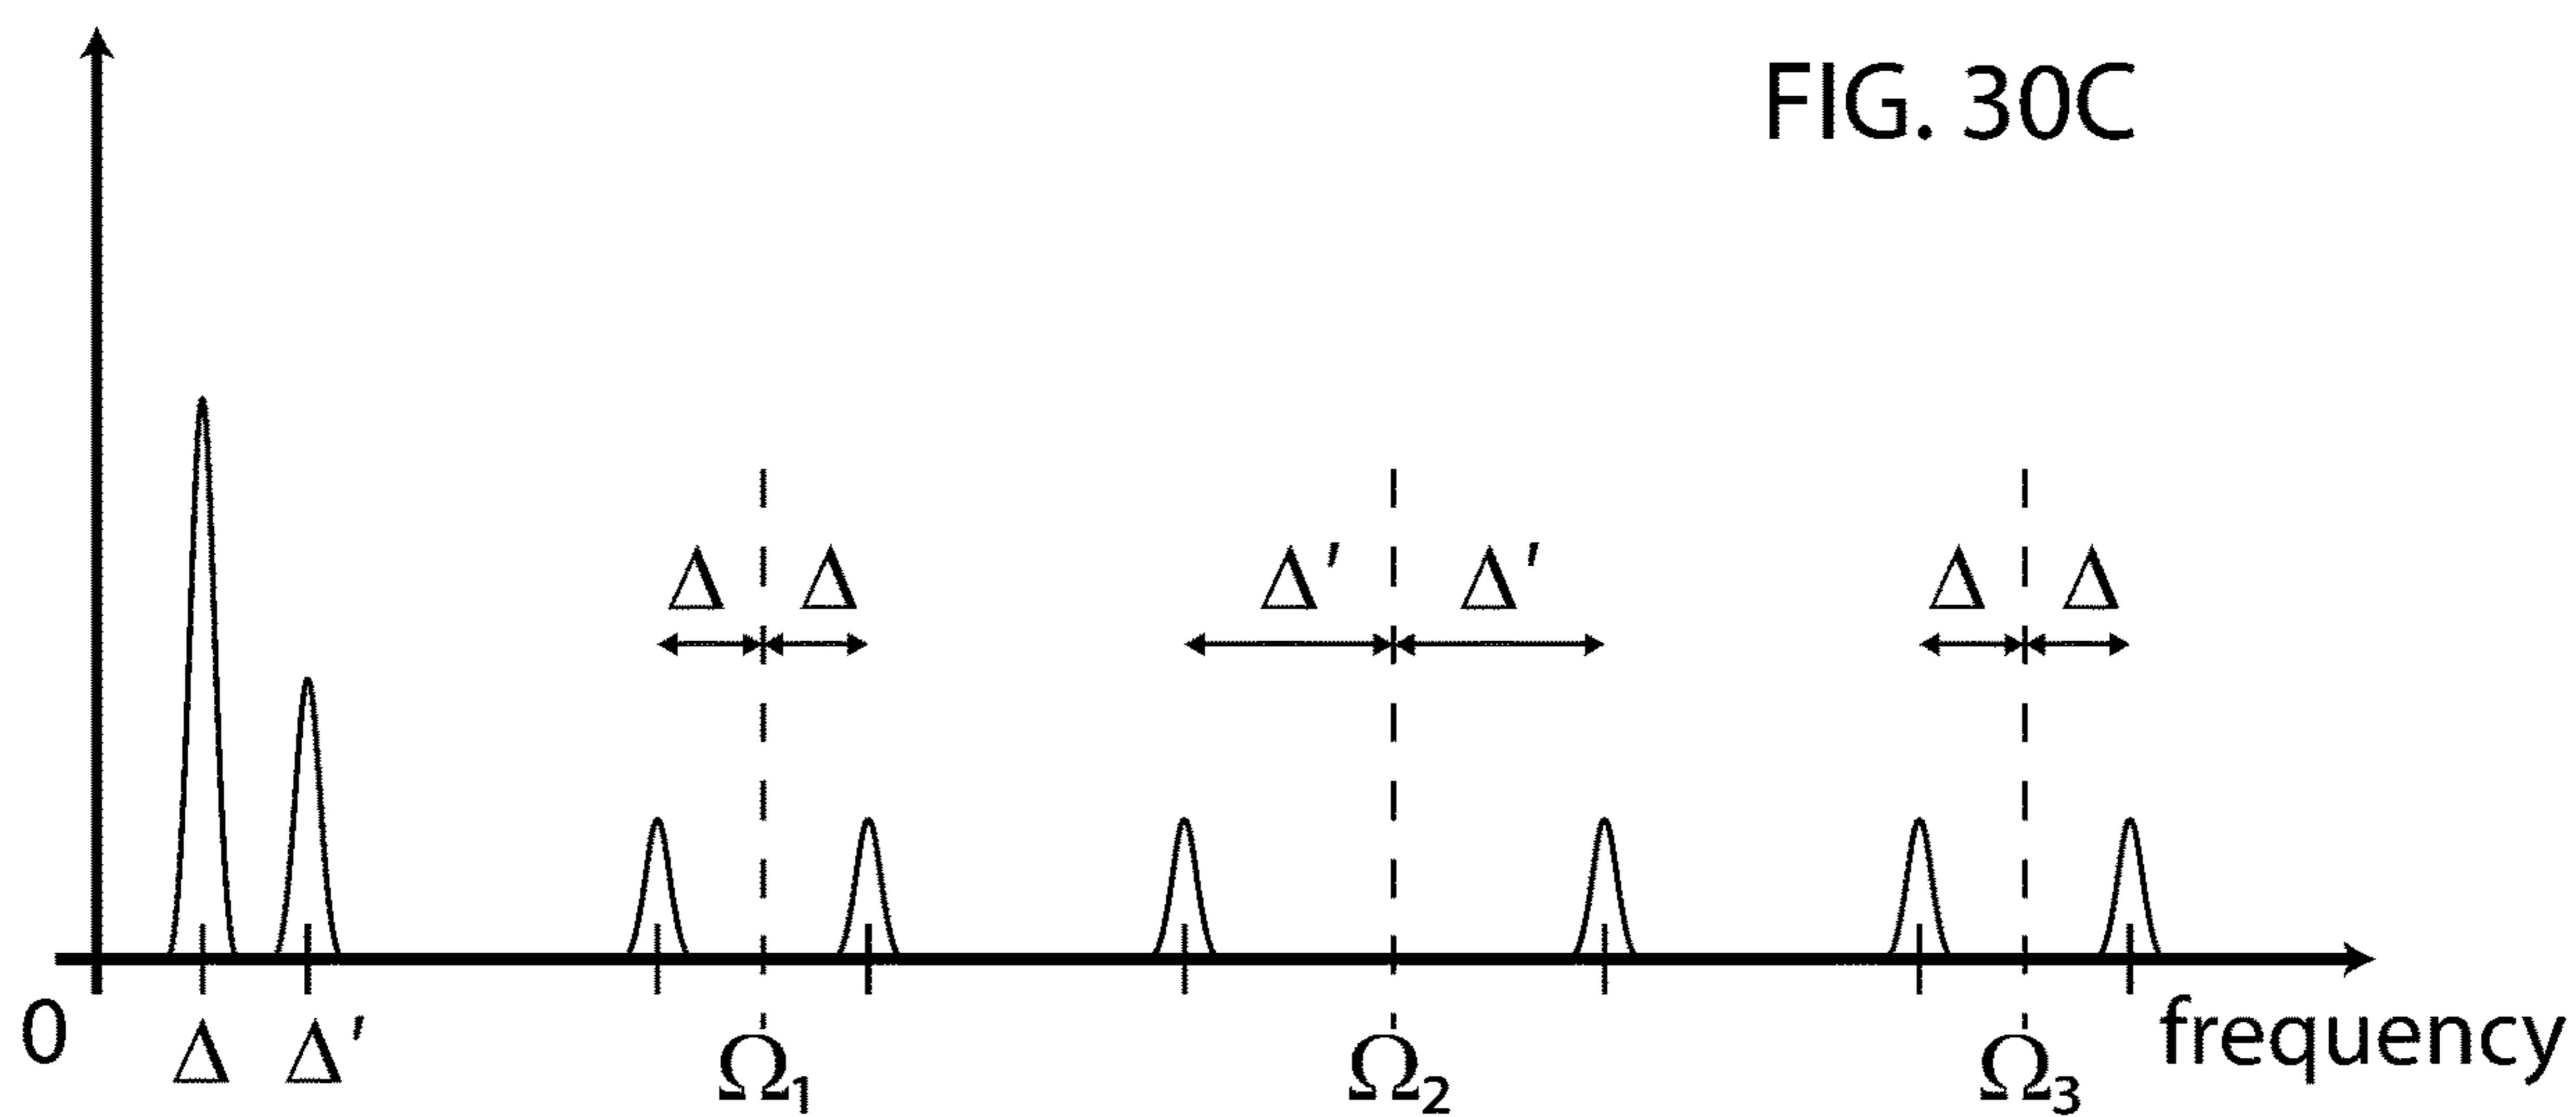 FIG. 30C
Δ Δ Δ′ Δ′ Δ Δ
0 Δ Δ′ Ω₁ Ω₂ Ω₃ frequency